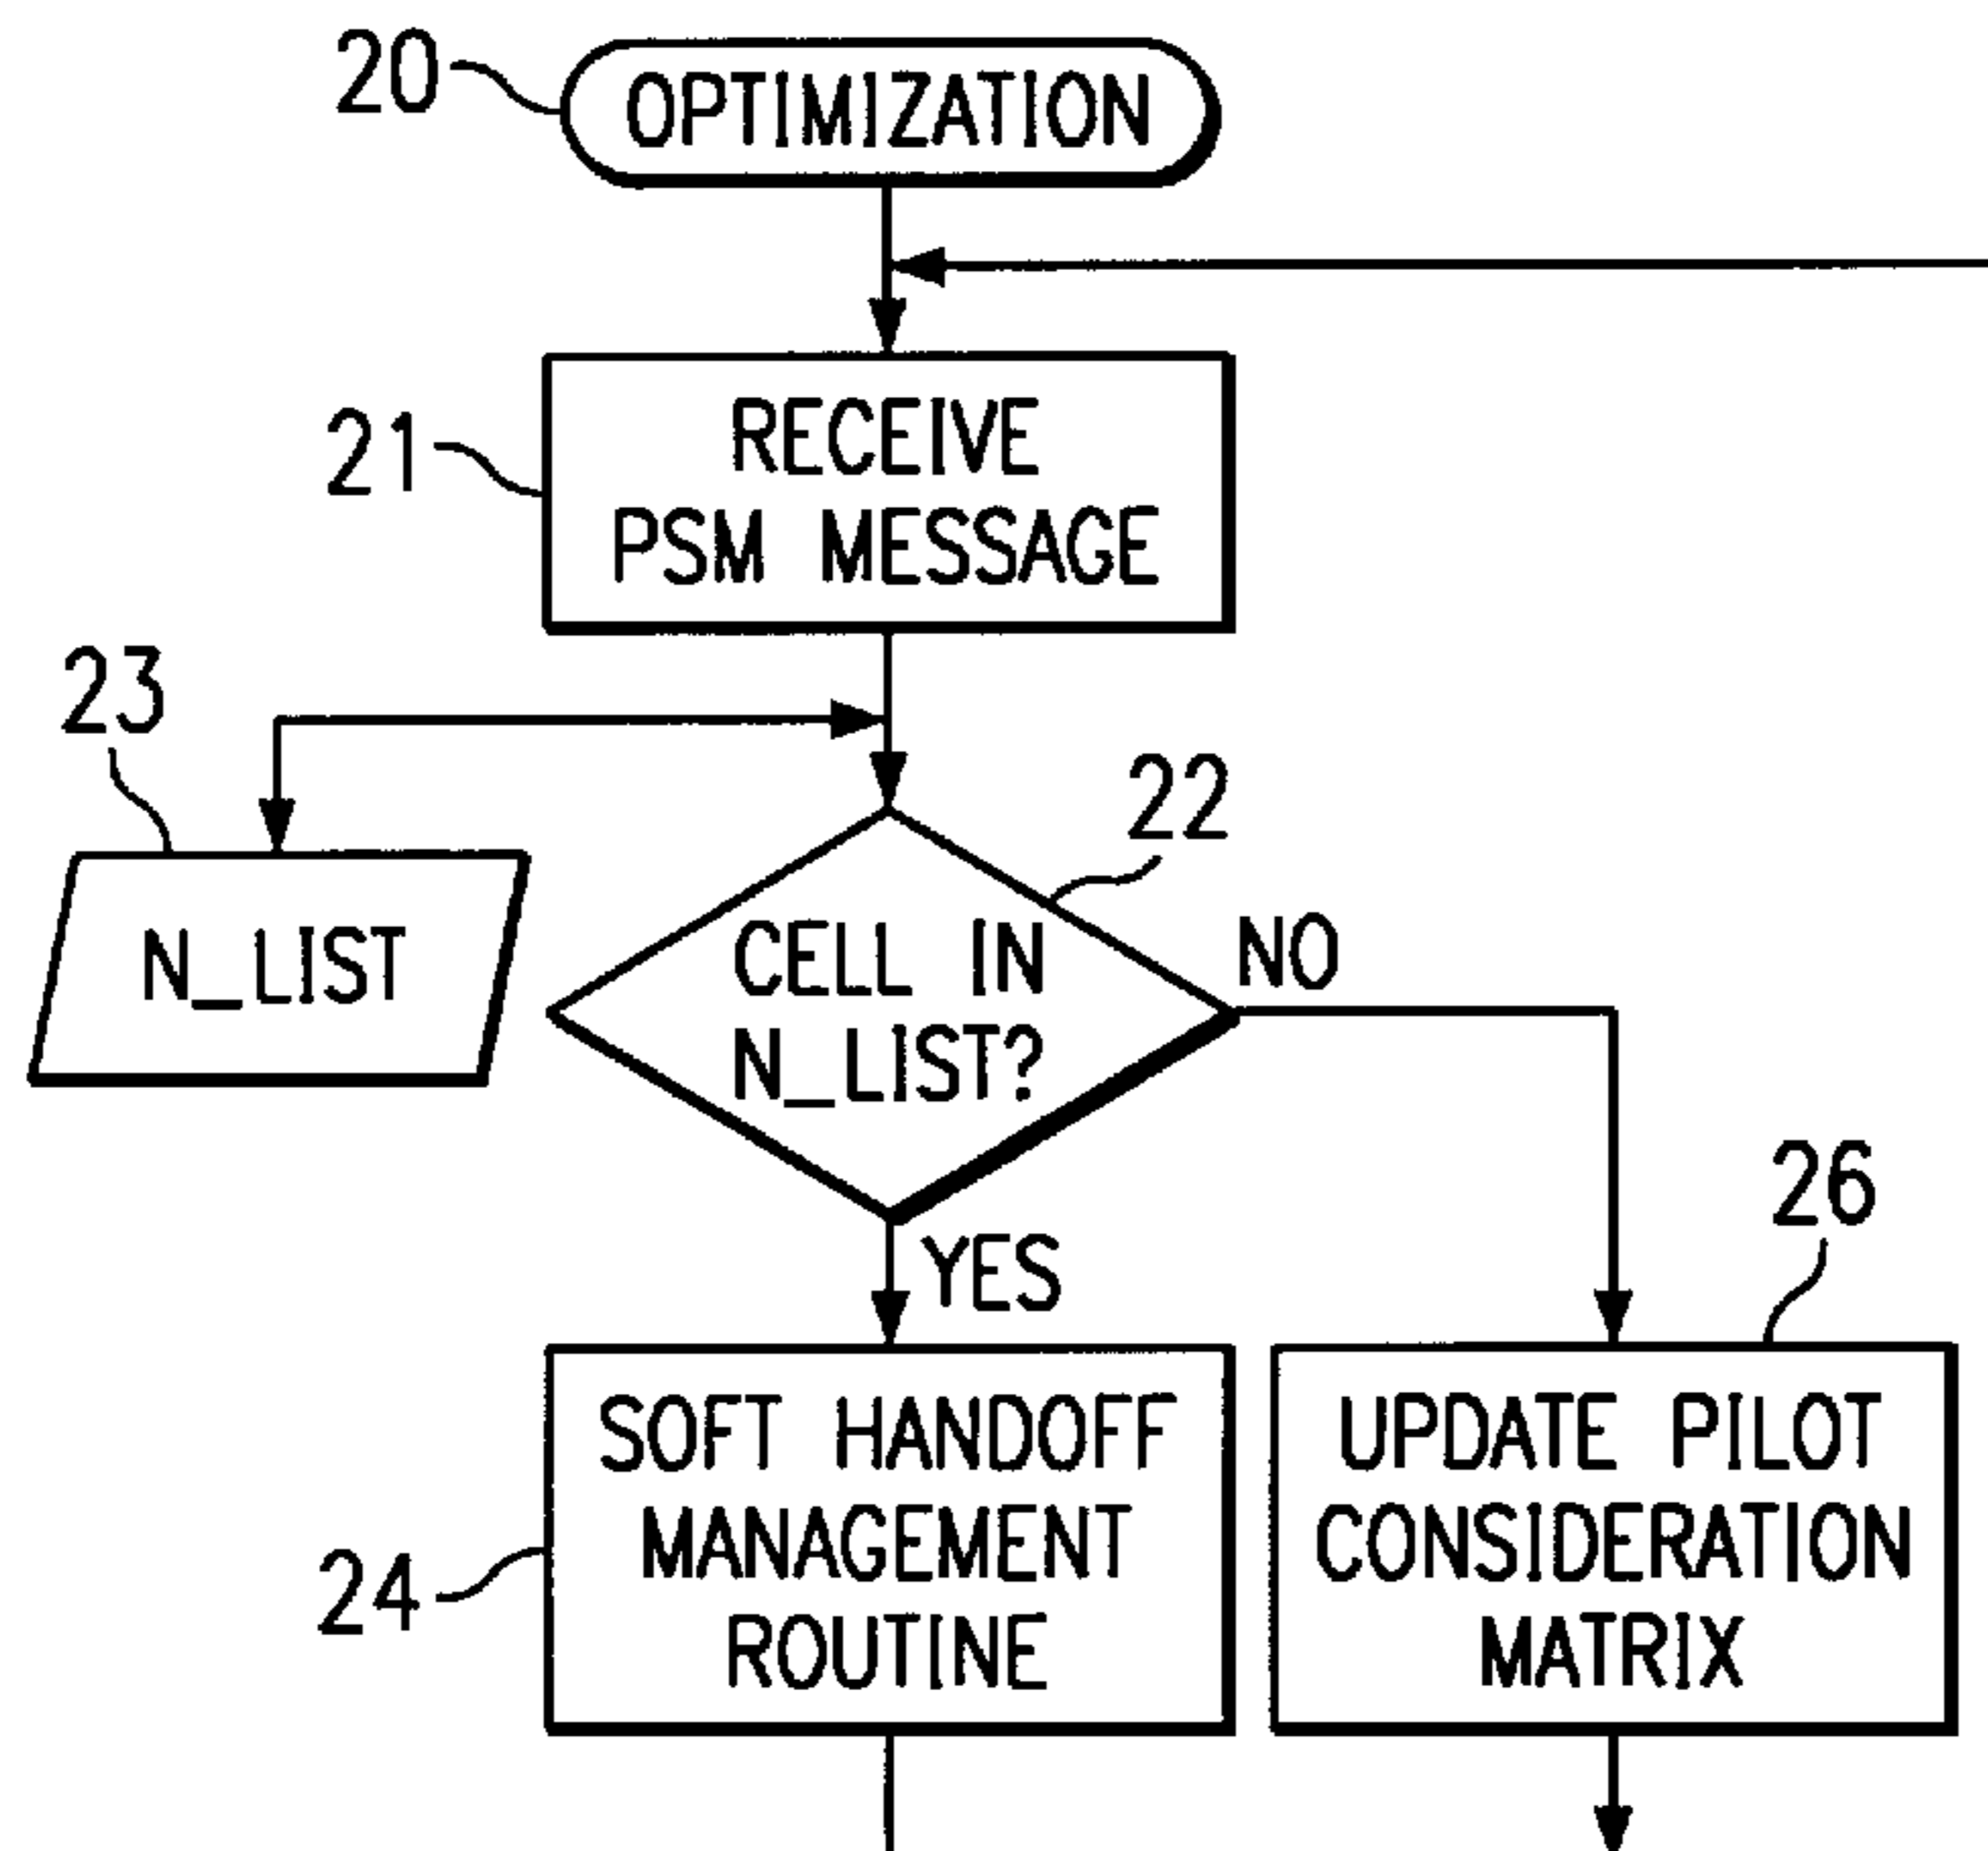 20
OPTIMIZATION
21
RECEIVE
PSM MESSAGE
23
22
N_LIST
CELL IN
N_LIST?
NO
YES
26
24
SOFT HANDOFF
MANAGEMENT
ROUTINE
UPDATE PILOT
CONSIDERATION
MATRIX